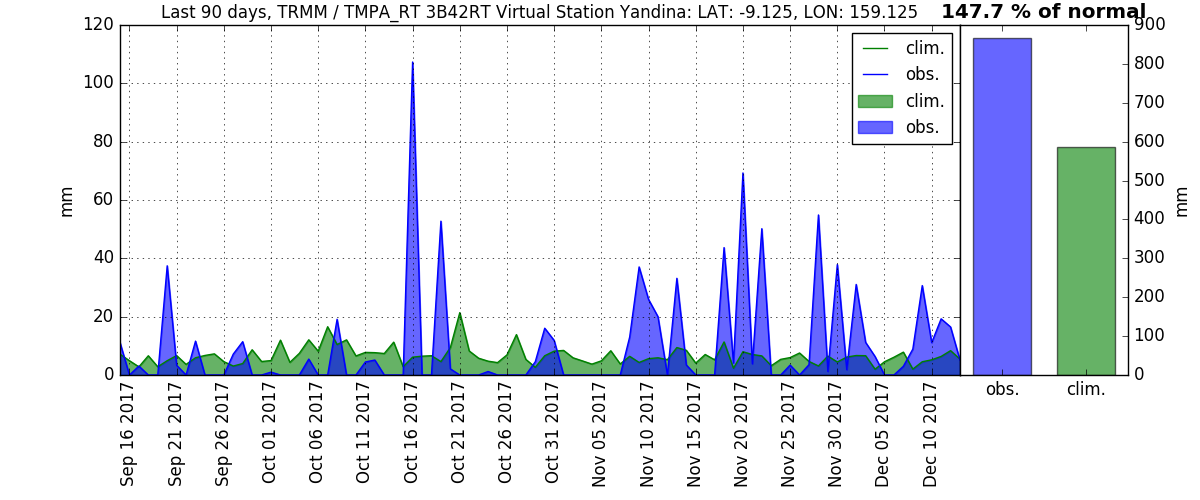 Last 90 days, TRMM / TMPA_RT 3B42RT Virtual Station Yandina: LAT: -9.125, LON: 159.125
147.7 % of normal
mm
120
100
80
60
40
20
0
clim.
obs.
clim.
obs.
Sep 16 2017
Sep 21 2017
Sep 26 2017
Oct 01 2017
Oct 06 2017
Oct 11 2017
Oct 16 2017
Oct 21 2017
Oct 26 2017
Oct 31 2017
Nov 05 2017
Nov 10 2017
Nov 15 2017
Nov 20 2017
Nov 25 2017
Nov 30 2017
Dec 05 2017
Dec 10 2017
900
800
700
600
500
400
300
200
100
0
mm
obs.
clim.